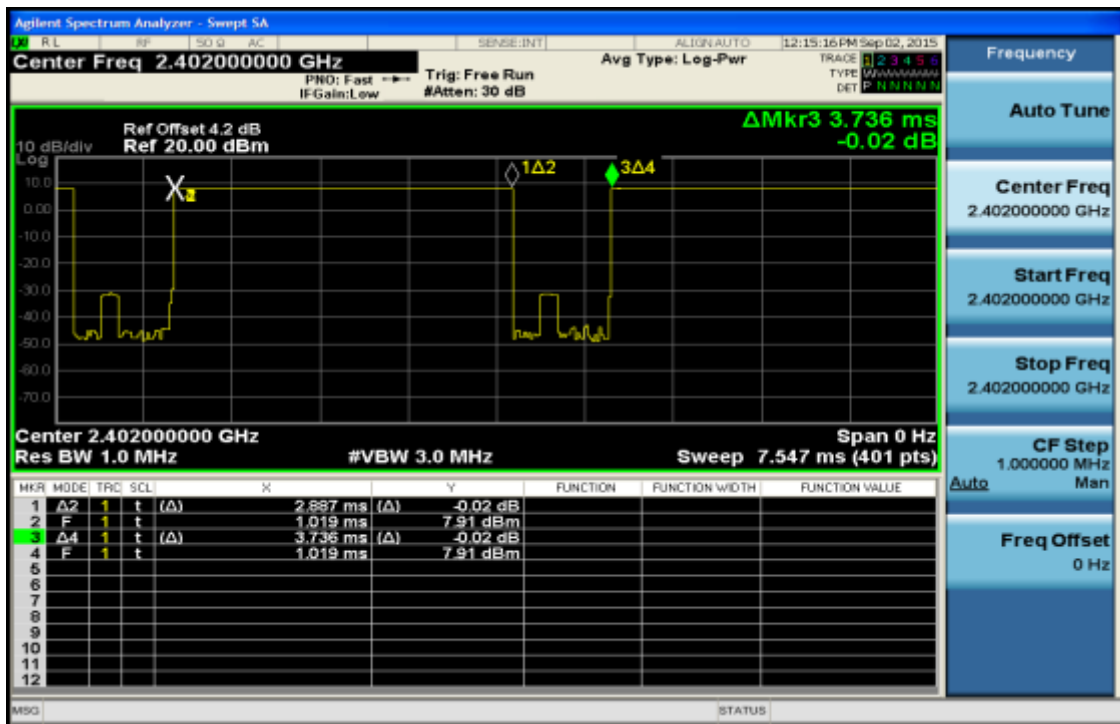 Agilent Spectrum Analyzer - Swept SA
RL RF 50 Ω AC SENSE:INT ALIGN AUTO 12:15:16 PM Sep 02, 2015
Center Freq 2.402000000 GHz
PNO: Fast
IFGain:Low
Trig: Free Run
#Atten: 30 dB
Avg Type: Log-Pwr
TRACE 1 2 3 4 5 6
TYPE
DET P N N N N N
Ref Offset 4.2 dB
Ref 20.00 dBm
ΔMkr3 3.736 ms
-0.02 dB
10 dB/div
Log
10.0
0.00
-10.0
-20.0
-30.0
-40.0
-50.0
-60.0
-70.0
1Δ2
3Δ4
Center 2.402000000 GHz Span 0 Hz
Res BW 1.0 MHz #VBW 3.0 MHz Sweep 7.547 ms (401 pts)
MKR MODE TRC SCL X Y FUNCTION FUNCTION WIDTH FUNCTION VALUE
1 Δ2 1 t (Δ) 2.887 ms (Δ) -0.02 dB
2 F 1 t 1.019 ms 7.91 dBm
3 Δ4 1 t (Δ) 3.736 ms (Δ) -0.02 dB
4 F 1 t 1.019 ms 7.91 dBm
5
6
7
8
9
10
11
12
MSG STATUS
Frequency
Auto Tune
Center Freq
2.402000000 GHz
Start Freq
2.402000000 GHz
Stop Freq
2.402000000 GHz
CF Step
1.000000 MHz
Auto Man
Freq Offset
0 Hz